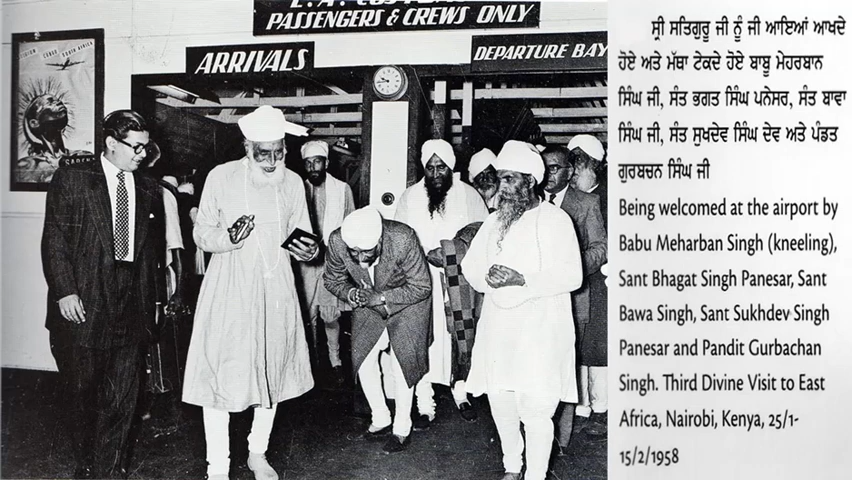 PASSENGERS & CREWS ONLY
ARRIVALS
DEPARTURE BAY
ਸ੍ਰੀ ਸਤਿਗੁਰੂ ਜੀ ਨੂੰ ਜੀ ਆਇਆਂ ਆਖਦੇ
ਹੋਏ ਅਤੇ ਮੱਥਾ ਟੇਕਦੇ ਹੋਏ ਬਾਬੂ ਮੇਹਰਬਾਨ
ਸਿੰਘ ਜੀ, ਸੰਤ ਭਗਤ ਸਿੰਘ ਪਨੇਸਰ, ਸੰਤ ਬਾਵਾ
ਸਿੰਘ ਜੀ, ਸੰਤ ਸੁਖਦੇਵ ਸਿੰਘ ਦੇਵ ਅਤੇ ਪੰਡਤ
ਗੁਰਬਚਨ ਸਿੰਘ ਜੀ
Being welcomed at the airport by
Babu Meharban Singh (kneeling),
Sant Bhagat Singh Panesar, Sant
Bawa Singh, Sant Sukhdev Singh
Panesar and Pandit Gurbachan
Singh. Third Divine Visit to East
Africa, Nairobi, Kenya, 25/1-
15/2/1958